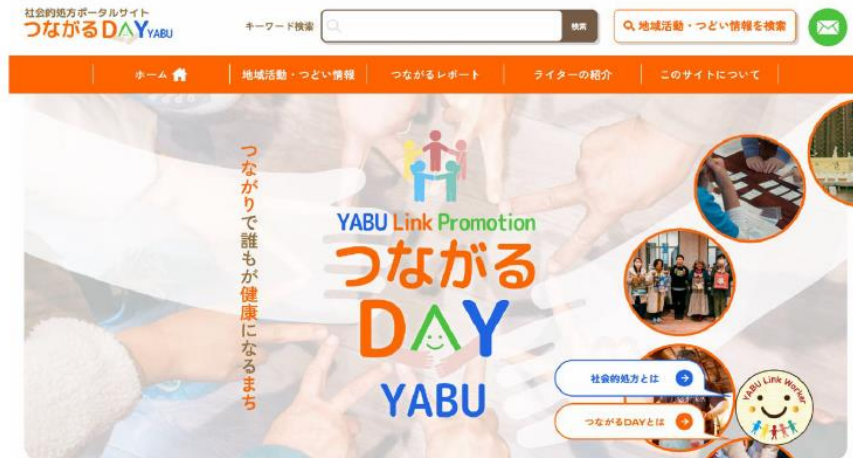 社会的処方ポータルサイト
つながるDAY YABU
キーワード検索
検索
地域活動・つどい情報を検索
ホーム
地域活動・つどい情報
つながるレポート
ライターの紹介
このサイトについて
つながりで誰もが健康になるまち
YABU Link Promotion
つながる
DAY
YABU
社会的処方とは
つながるDAYとは
YABU Link Worker